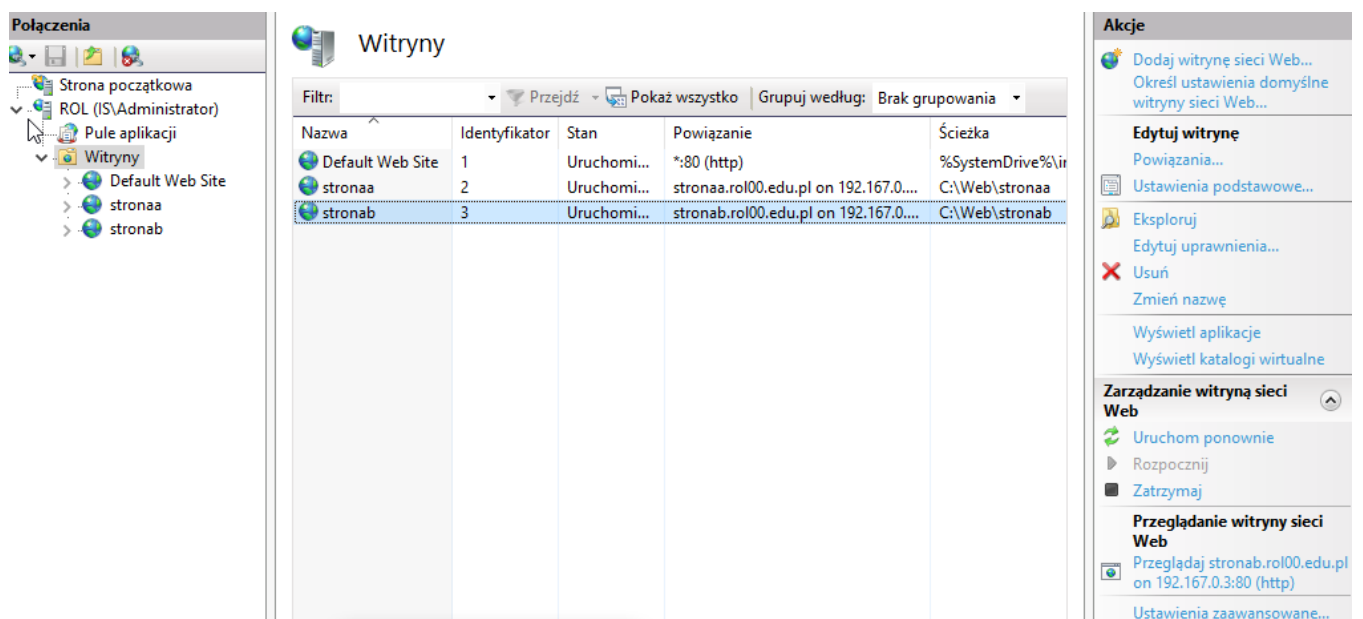 Połączenia
Strona początkowa
ROL (IS\Administrator)
Pule aplikacji
Witryny
Default Web Site
stronaa
stronab
Witryny
Filtr: Przejdź Pokaż wszystko Grupuj według: Brak grupowania
Nazwa Identyfikator Stan Powiązanie Ścieżka
Default Web Site 1 Uruchomi... *:80 (http) %SystemDrive%\in
stronaa 2 Uruchomi... stronaa.rol00.edu.pl on 192.167.0.... C:\Web\stronaa
stronab 3 Uruchomi... stronab.rol00.edu.pl on 192.167.0.... C:\Web\stronab
Akcje
Dodaj witrynę sieci Web...
Określ ustawienia domyślne
witryny sieci Web...
Edytuj witrynę
Powiązania...
Ustawienia podstawowe...
Eksploruj
Edytuj uprawnienia...
Usuń
Zmień nazwę
Wyświetl aplikacje
Wyświetl katalogi wirtualne
Zarządzanie witryną sieci
Web
Uruchom ponownie
Rozpocznij
Zatrzymaj
Przeglądanie witryny sieci
Web
Przeglądaj stronab.rol00.edu.pl
on 192.167.0.3:80 (http)
Ustawienia zaawansowane...